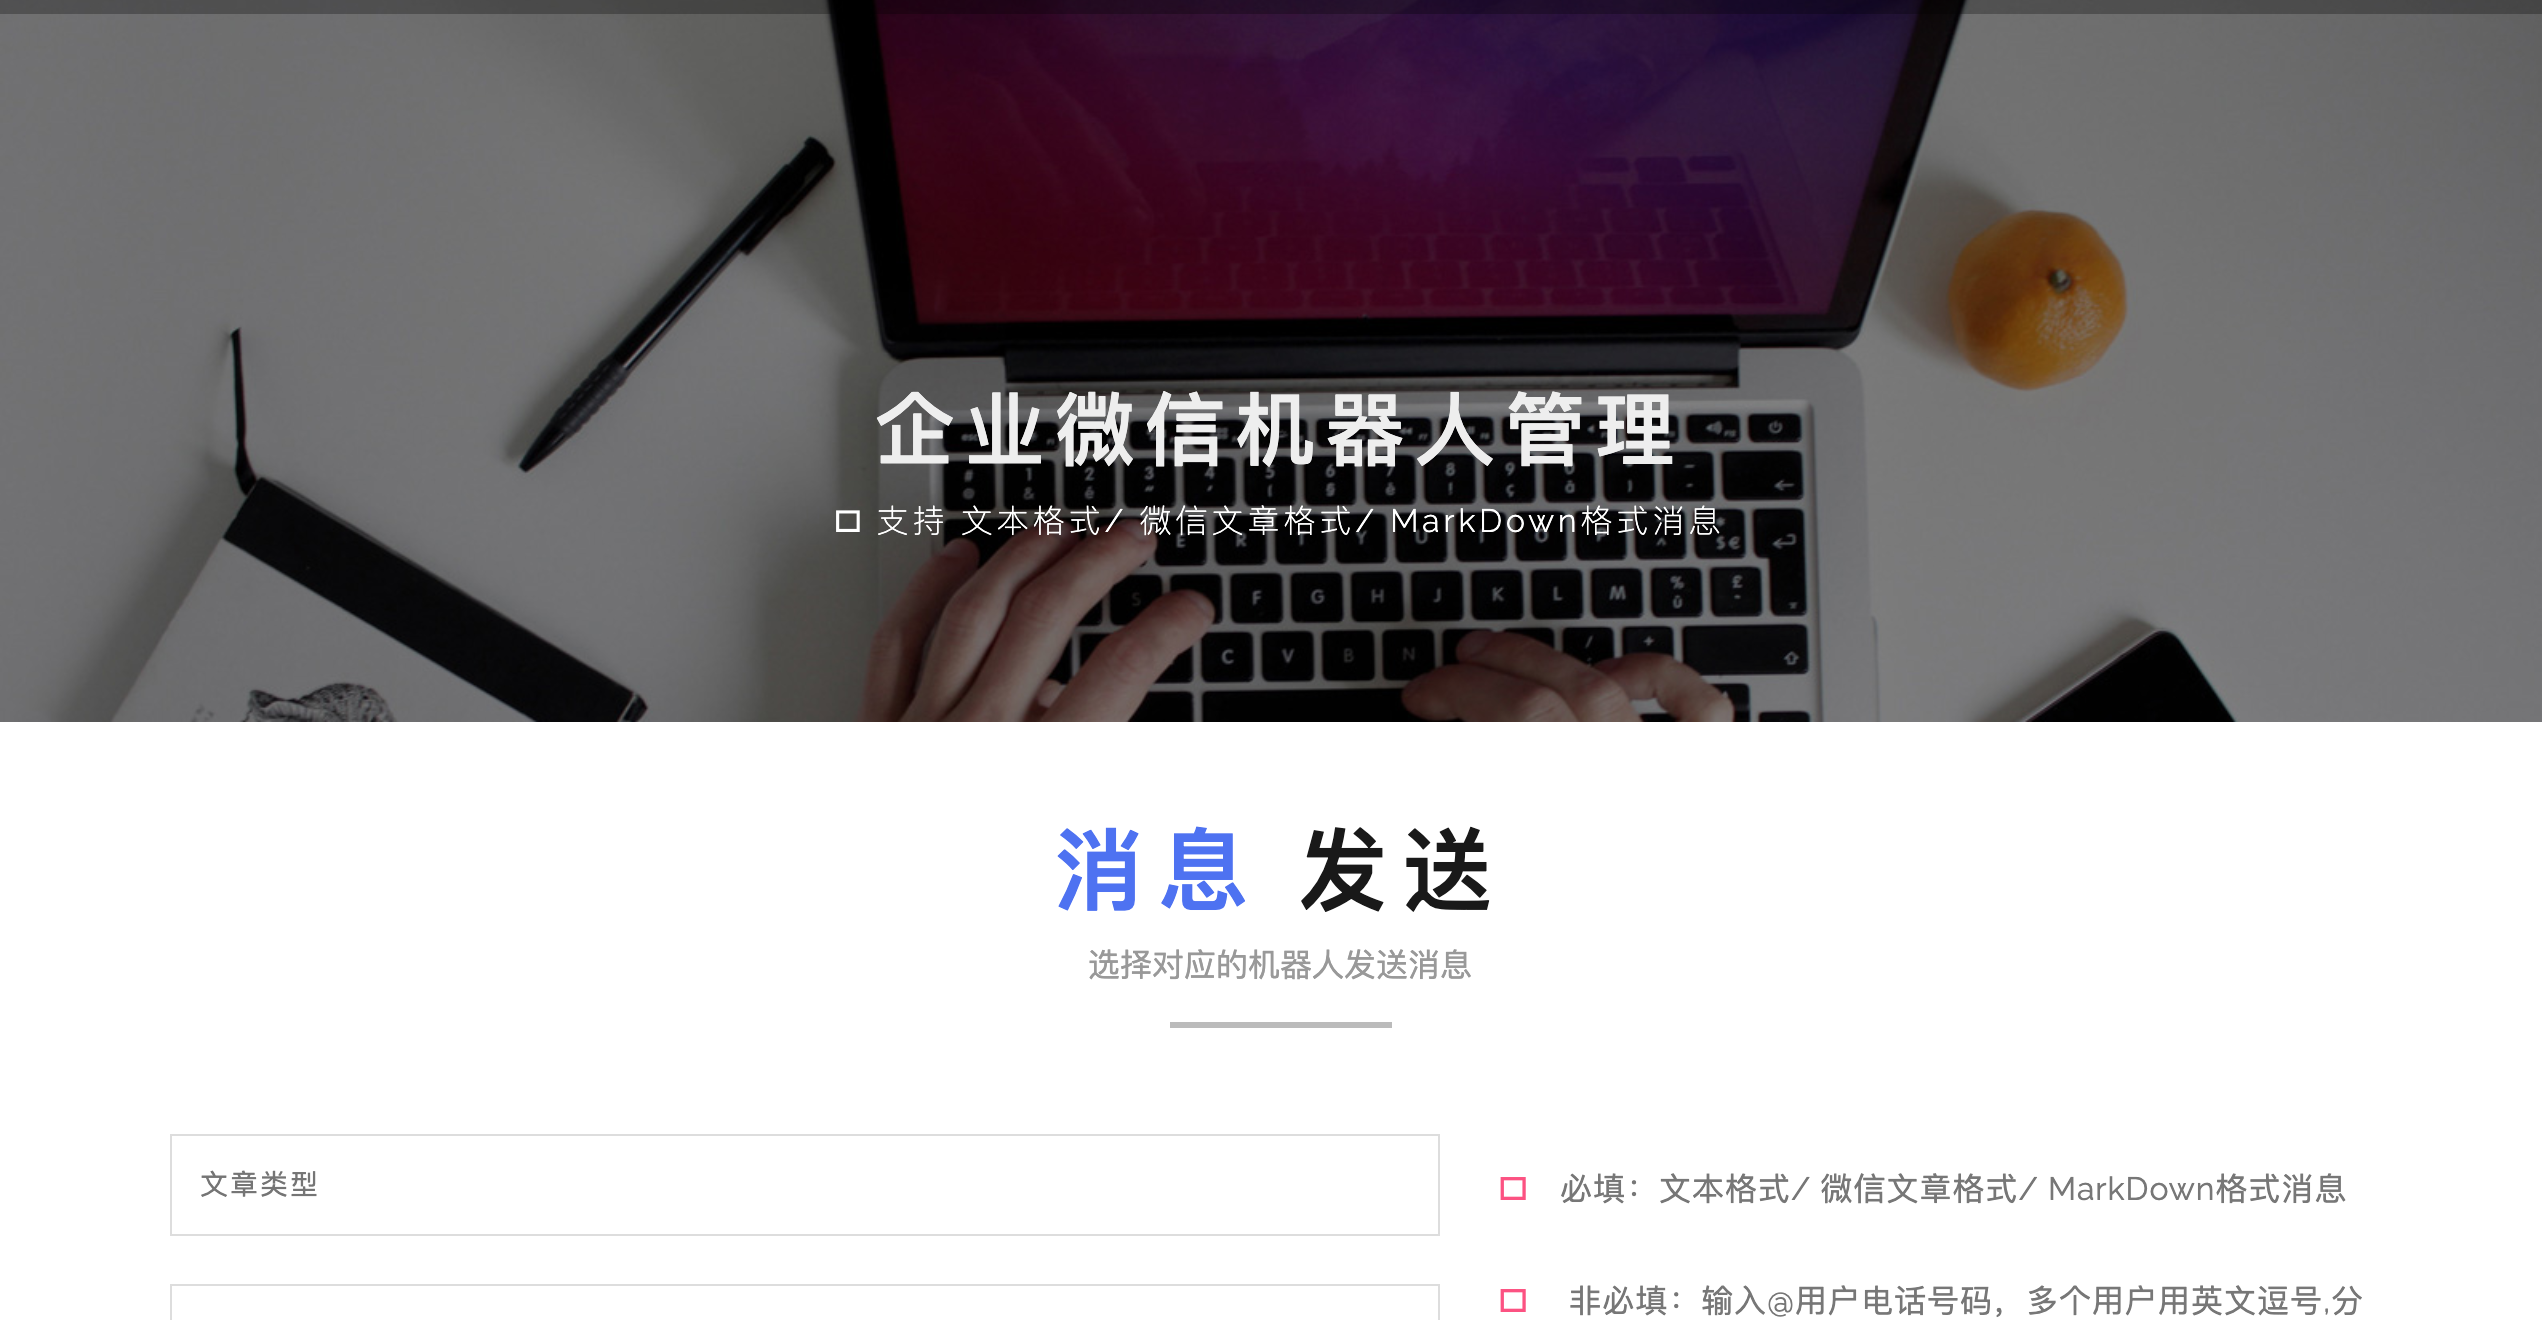 企业微信机器人管理
支持 文本格式/ 微信文章格式/ MarkDown格式消息
消息 发送
选择对应的机器人发送消息
文章类型
必填：文本格式/ 微信文章格式/ MarkDown格式消息
非必填：输入@用户电话号码，多个用户用英文逗号,分